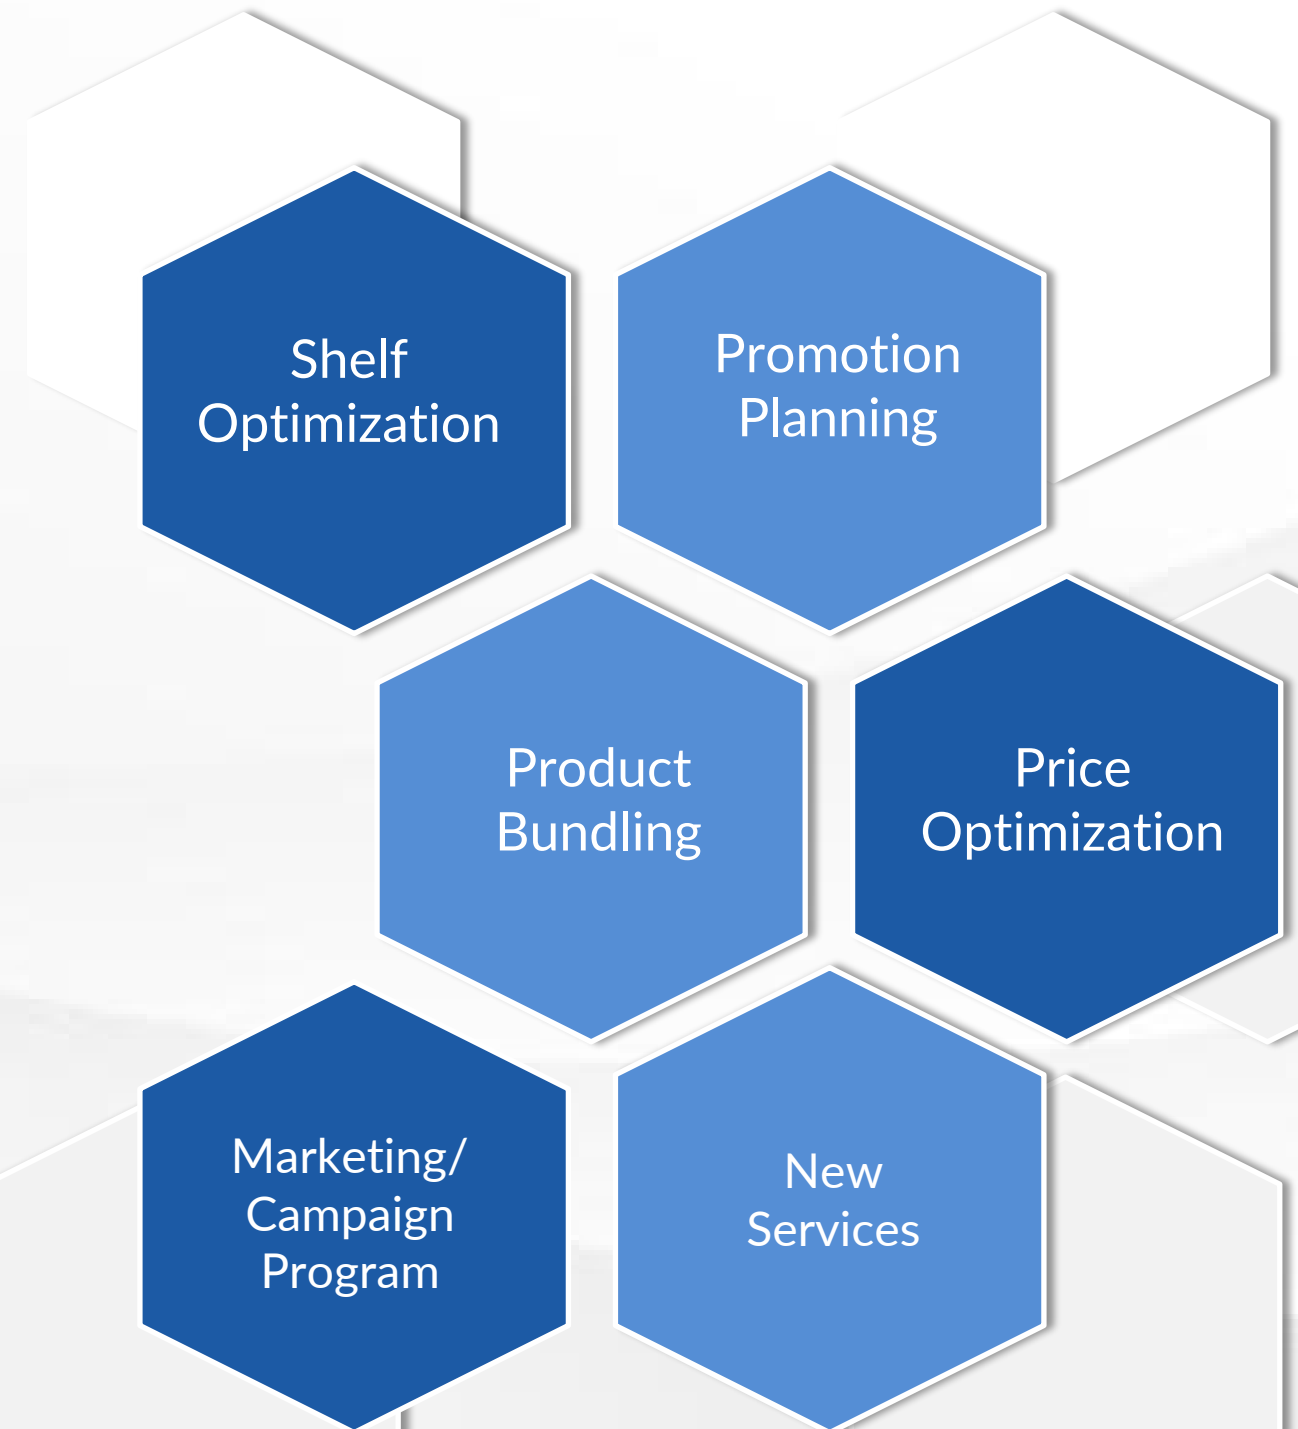 Shelf
Optimization
Promotion
Planning
Product
Bundling
Price
Optimization
Marketing/
Campaign
Program
New
Services